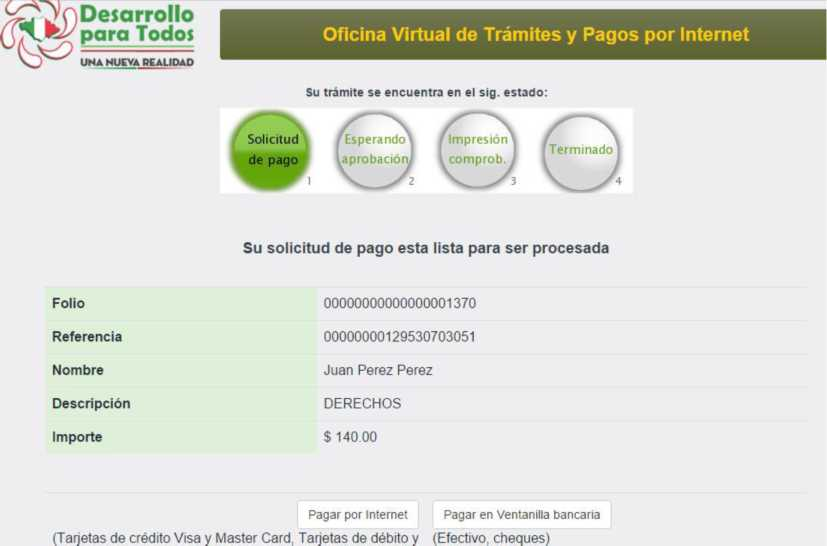 Desarrollo
para Todos
UNA NUEVA REALIDAD
Oficina Virtual de Trámites y Pagos por Internet
Su trámite se encuentra en el sig. estado:
Solicitud
de pago
1
Esperando
aprobación
2
Impresión
comprob.
3
Terminado
4
Su solicitud de pago esta lista para ser procesada
Folio 00000000000000001370
Referencia 00000000129530703051
Nombre Juan Perez Perez
Descripción DERECHOS
Importe $ 140.00
Pagar por Internet Pagar en Ventanilla bancaria
(Tarjetas de crédito Visa y Master Card, Tarjetas de débito y (Efectivo, cheques)